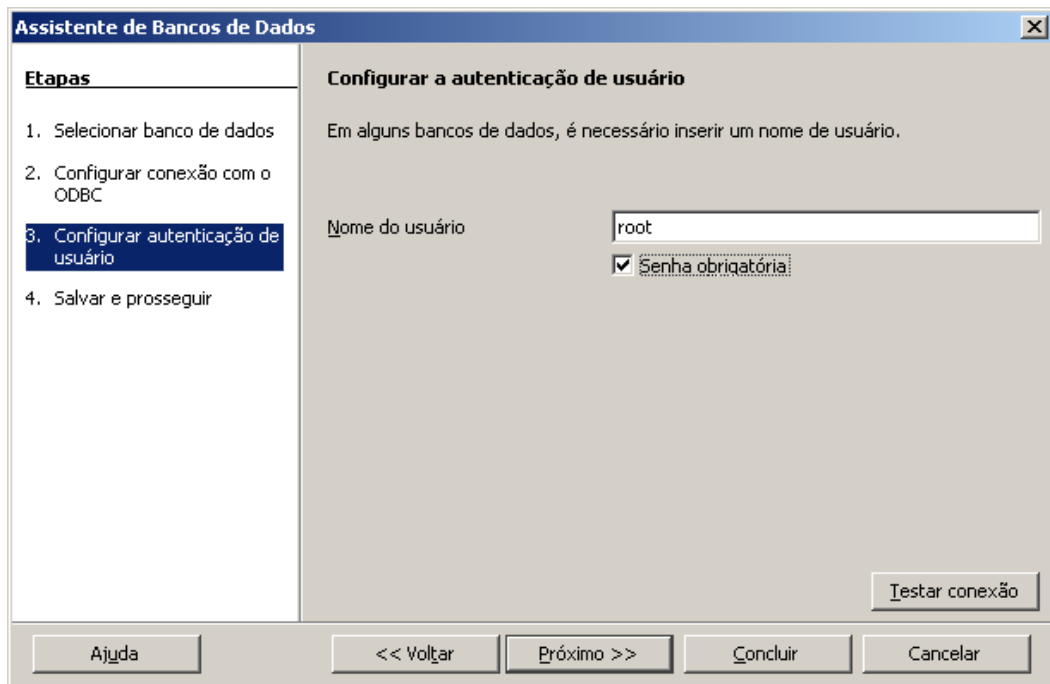 Assistente de Bancos de Dados
Etapas
1. Selecionar banco de dados
2. Configurar conexão com o
ODBC
3. Configurar autenticação de
usuário
4. Salvar e prosseguir
Configurar a autenticação de usuário
Em alguns bancos de dados, é necessário inserir um nome de usuário.
Nome do usuário
root
Senha obrigatória
Testar conexão
Ajuda
<< Voltar
Próximo >>
Concluir
Cancelar